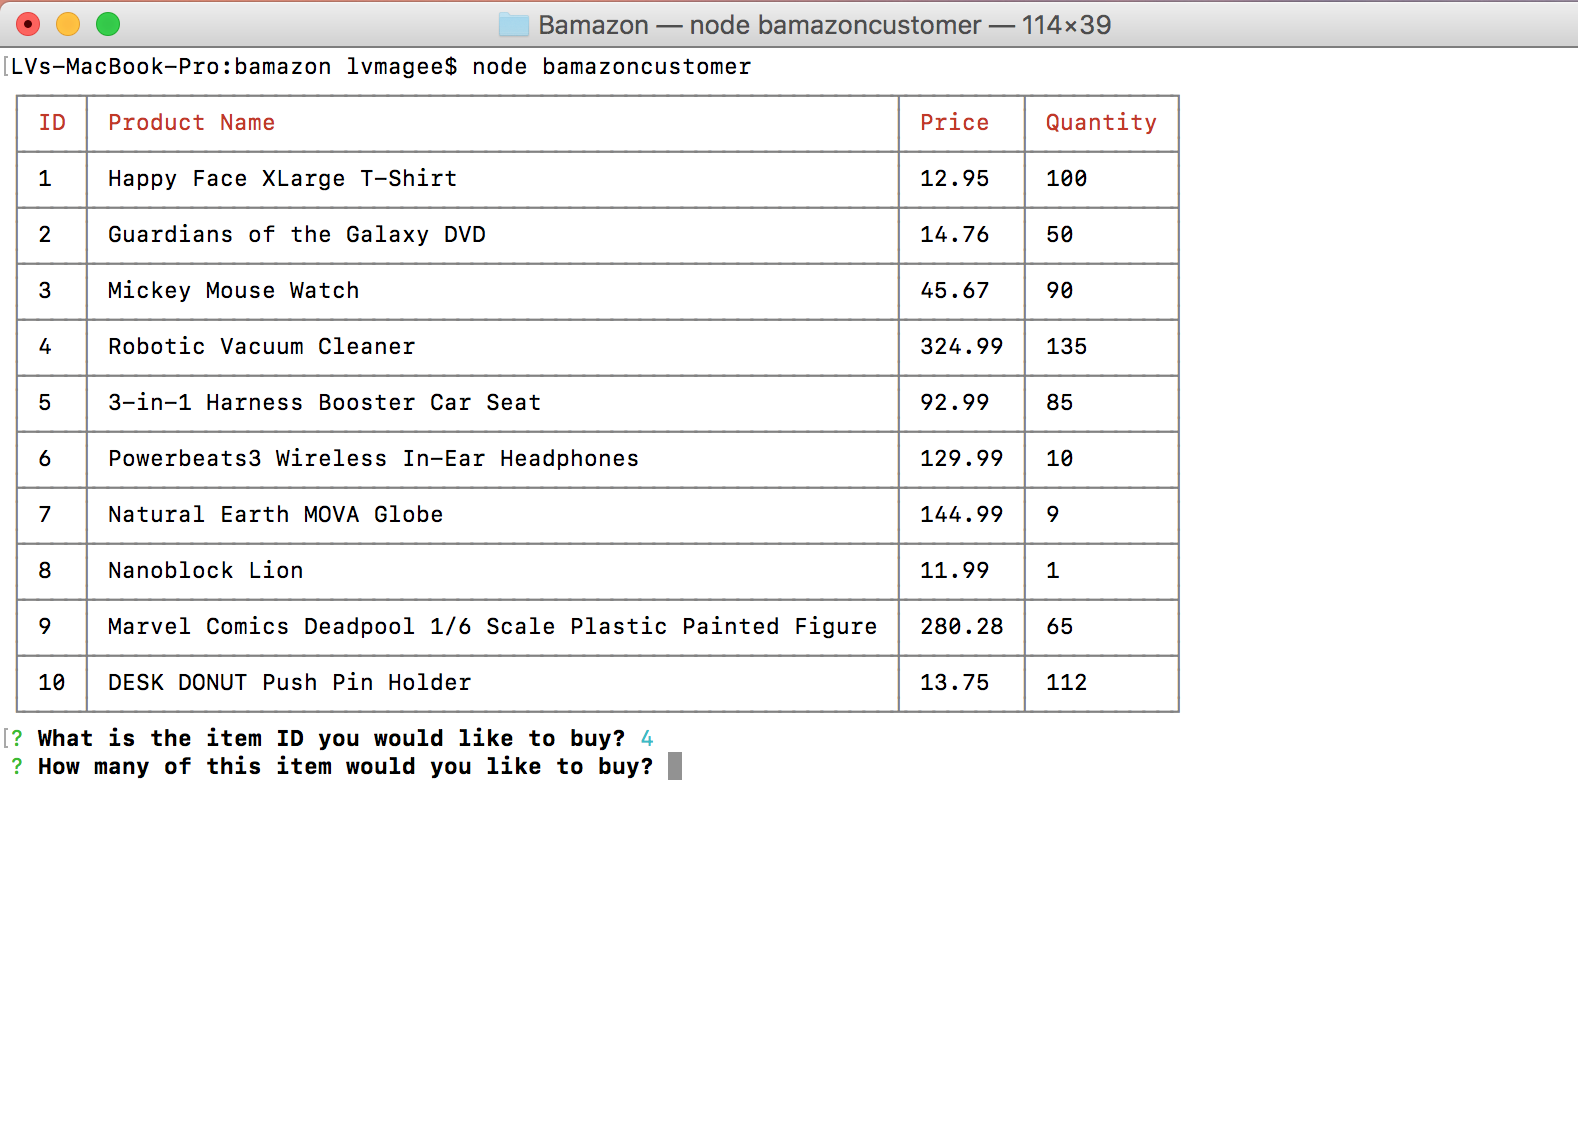 Bamazon — node bamazoncustomer — 114×39
[LVs-MacBook-Pro:bamazon lvmagee$ node bamazoncustomer
ID Product Name Price Quantity
1 Happy Face XLarge T-Shirt 12.95 100
2 Guardians of the Galaxy DVD 14.76 50
3 Mickey Mouse Watch 45.67 90
4 Robotic Vacuum Cleaner 324.99 135
5 3-in-1 Harness Booster Car Seat 92.99 85
6 Powerbeats3 Wireless In-Ear Headphones 129.99 10
7 Natural Earth MOVA Globe 144.99 9
8 Nanoblock Lion 11.99 1
9 Marvel Comics Deadpool 1/6 Scale Plastic Painted Figure 280.28 65
10 DESK DONUT Push Pin Holder 13.75 112
[? What is the item ID you would like to buy? 4
? How many of this item would you like to buy?